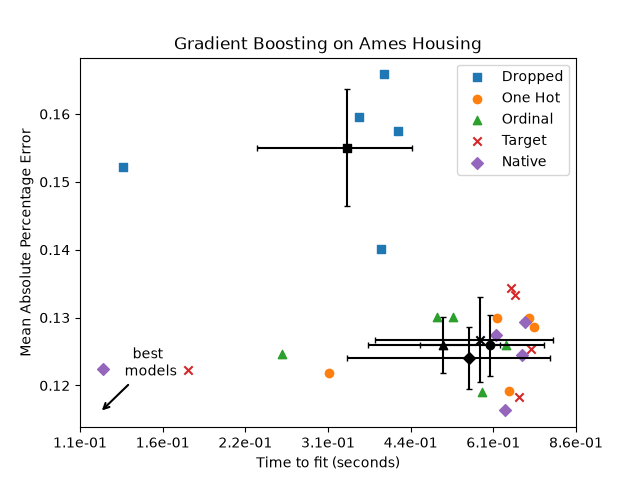 Gradient Boosting on Ames Housing
Mean Absolute Percentage Error
0.16
0.15
0.14
0.13
0.12
Dropped
One Hot
Ordinal
Target
Native
best
models
1.1e-01 1.6e-01 2.2e-01 3.1e-01 4.4e-01 6.1e-01 8.6e-01
Time to fit (seconds)